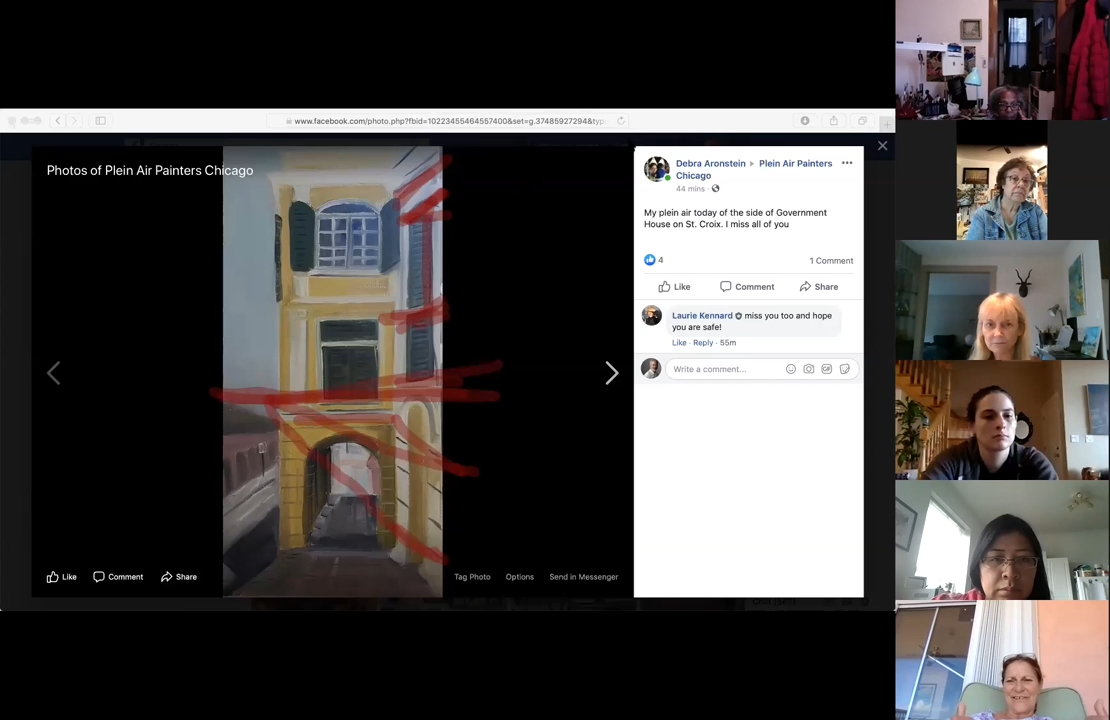 www.facebook.com/photo.php?fbid=10223455464557400&set=g.37485927294&typ
Photos of Plein Air Painters Chicago
Debra Aronstein ▸ Plein Air Painters
Chicago
44 mins ·
My plein air today of the side of Government
House on St. Croix. I miss all of you
4
1 Comment
Like
Comment
Share
Laurie Kennard miss you too and hope
you are safe!
Like · Reply · 55m
Write a comment...
GIF
Like
Comment
Share
Tag Photo
Options
Send in Messenger